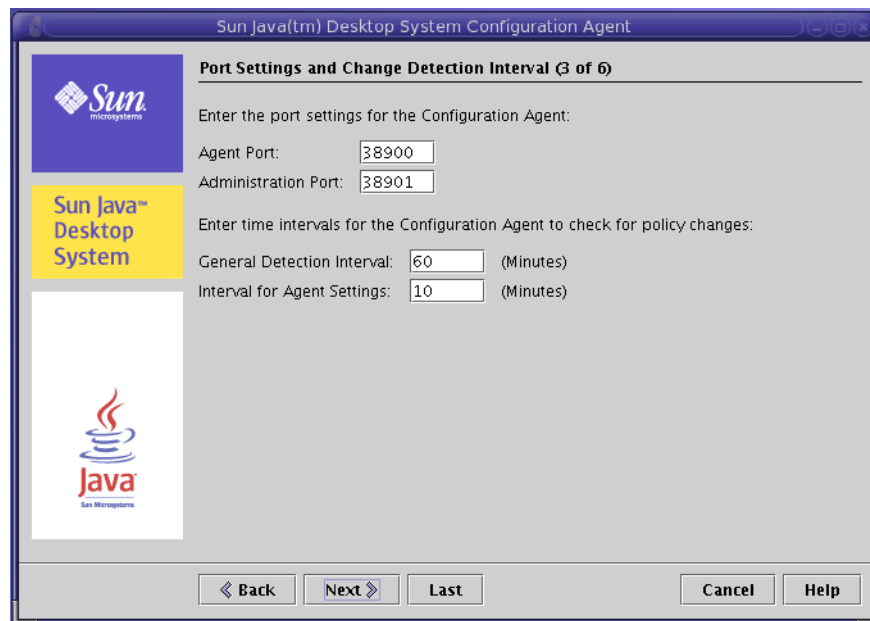 Sun Java(tm) Desktop System Configuration Agent
Sun
microsystems
Sun Java™
Desktop
System
Java
Sun Microsystems
Port Settings and Change Detection Interval (3 of 6)
Enter the port settings for the Configuration Agent:
Agent Port: 38900
Administration Port: 38901
Enter time intervals for the Configuration Agent to check for policy changes:
General Detection Interval: 60 (Minutes)
Interval for Agent Settings: 10 (Minutes)
Back Next Last Cancel Help